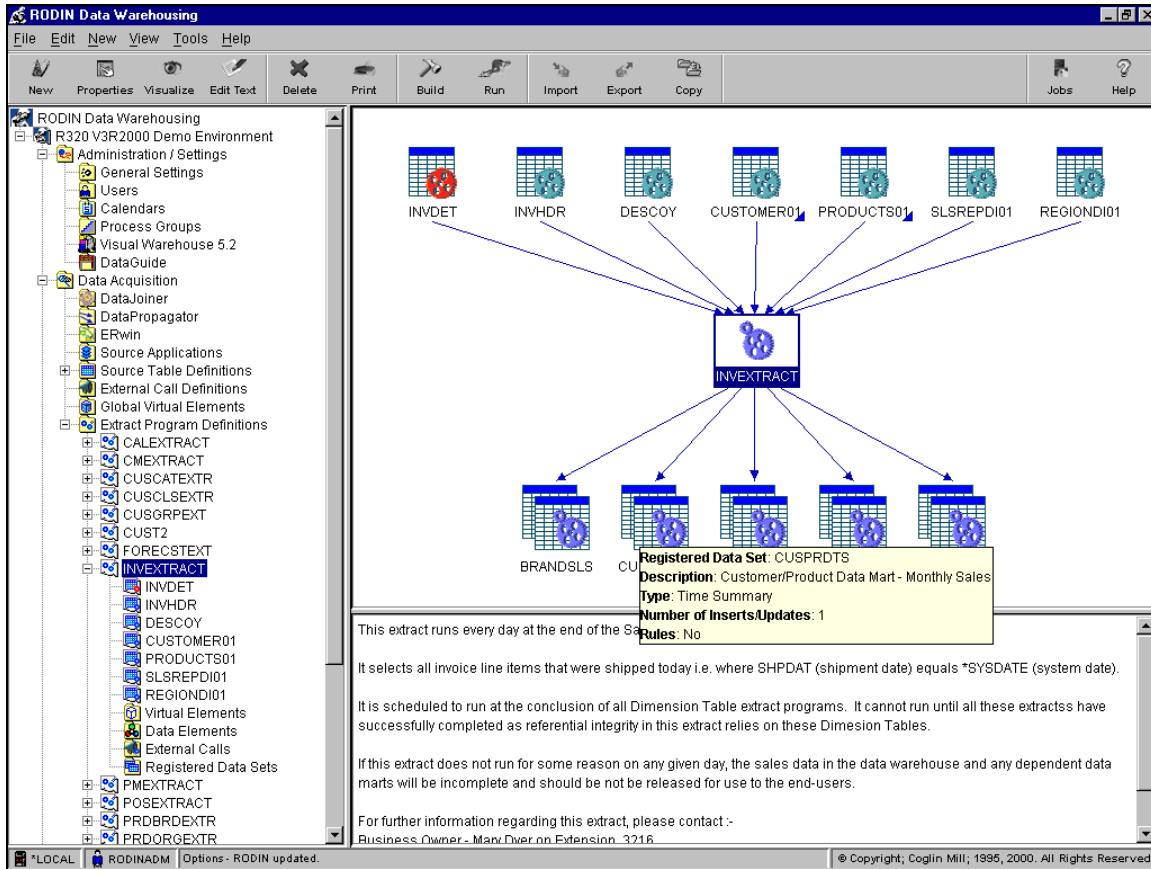 RODIN Data Warehousing
File Edit New View Tools Help
New Properties Visualize Edit Text Delete Print Build Run Import Export Copy Jobs Help
RODIN Data Warehousing
R320 V3R2000 Demo Environment
Administration / Settings
General Settings
Users
Calendars
Process Groups
Visual Warehouse 5.2
DataGuide
Data Acquisition
DataJoiner
DataPropagator
ERwin
Source Applications
Source Table Definitions
External Call Definitions
Global Virtual Elements
Extract Program Definitions
CALEXTRACT
CMEXTRACT
CUSCATEXTR
CUSCLSEXTR
CUSGRPEXT
CUST2
FORECSTEXT
INVEXTRACT
INVDET
INVHDR
DESCOY
CUSTOMER01
PRODUCTS01
SLSREPDI01
REGIONDI01
Virtual Elements
Data Elements
External Calls
Registered Data Sets
PMEXTRACT
POSEXTRACT
PRDBRDEXTR
PRDORGEXTR
INVDET INVHDR DESCOY CUSTOMER01 PRODUCTS01 SLSREPDI01 REGIONDI01
INVEXTRACT
BRANDSLS
Registered Data Set: CUSPRDTS
Description: Customer/Product Data Mart - Monthly Sales
Type: Time Summary
Number of Inserts/Updates: 1
Rules: No
This extract runs every day at the end of the
It selects all invoice line items that were shipped today i.e. where SHPDAT (shipment date) equals *SYSDATE (system date).
It is scheduled to run at the conclusion of all Dimension Table extract programs. It cannot run until all these extractss have
successfully completed as referential integrity in this extract relies on these Dimesion Tables.
If this extract does not run for some reason on any given day, the sales data in the data warehouse and any dependent data
marts will be incomplete and should be not be released for use to the end-users.
For further information regarding this extract, please contact :-
Business Owner - Mary Dyer on Extension 3216
*LOCAL RODINADM Options - RODIN updated. © Copyright; Coglin Mill; 1995, 2000. All Rights Reserved